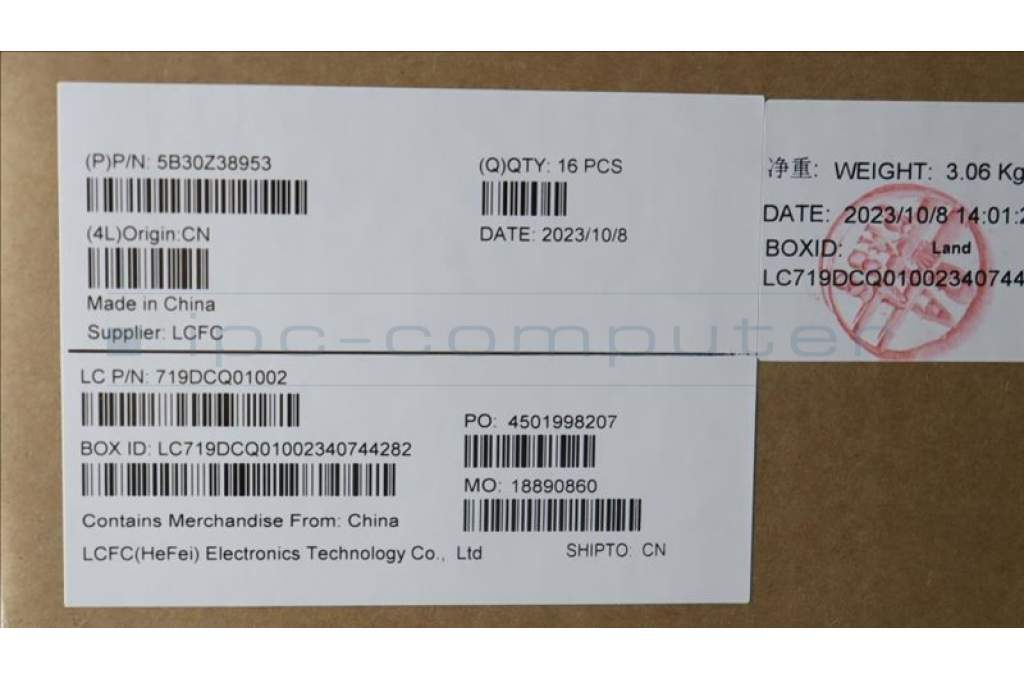 (P)P/N: 5B30Z38953
(Q)QTY: 16 PCS
(4L)Origin:CN
DATE: 2023/10/8
Made in China
Supplier: LCFC
净重: WEIGHT: 3.06 Kg
DATE: 2023/10/8 14:01:2
BOXID: Land
LC719DCQ0100234074
ipc-computer
LC P/N: 719DCQ01002
PO: 4501998207
BOX ID: LC719DCQ01002340744282
MO: 18890860
Contains Merchandise From: China
LCFC(HeFei) Electronics Technology Co., Ltd
SHIPTO: CN